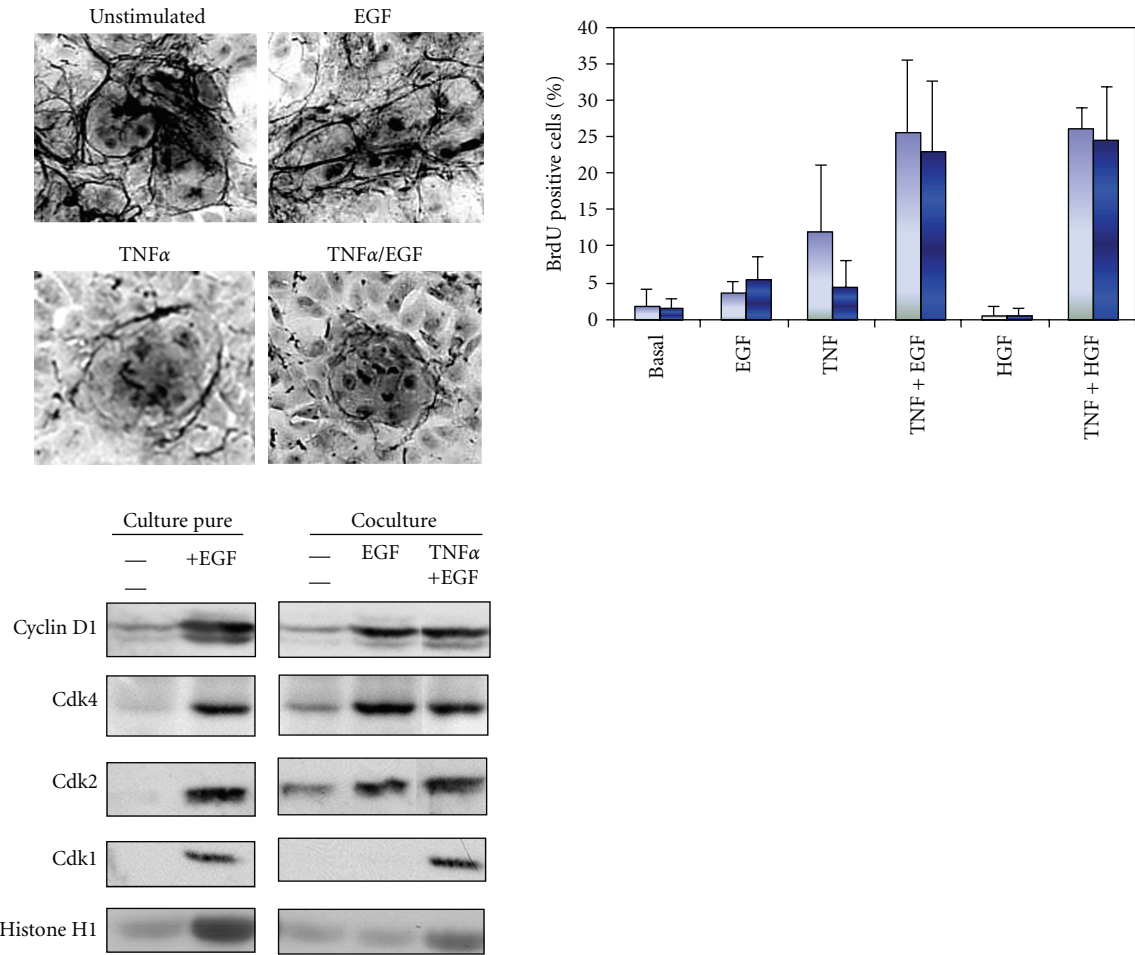 Unstimulated
EGF
TNFα
TNFα/EGF
BrdU positive cells (%)
40
35
30
25
20
15
10
5
0
Basal
EGF
TNF
TNF + EGF
HGF
TNF + HGF
Culture pure
Coculture
— +EGF — EGF TNFα
— — +EGF
Cyclin D1
Cdk4
Cdk2
Cdk1
Histone H1